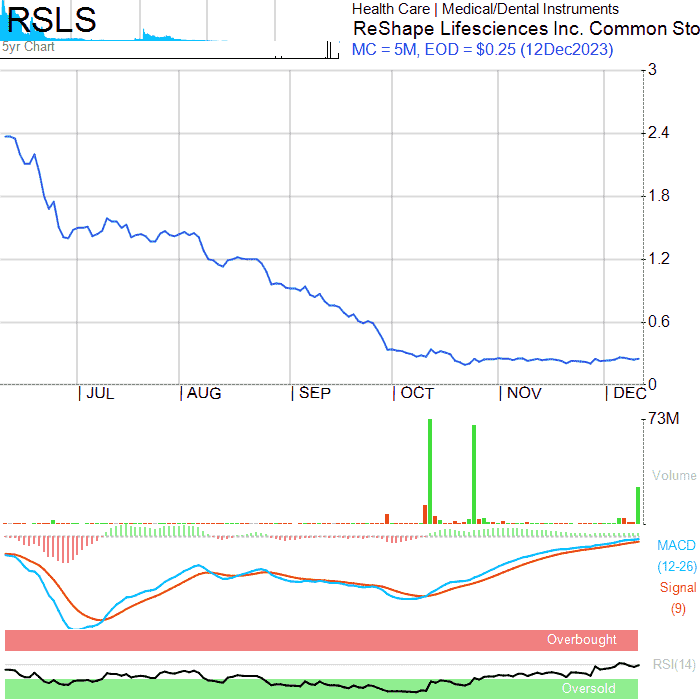 RSLS
Health Care | Medical/Dental Instruments
ReShape Lifesciences Inc. Common Sto
5yr Chart
MC = 5M, EOD = $0.25 (12Dec2023)
3
2.4
1.8
1.2
0.6
0
| JUL | AUG | SEP | OCT | NOV | DEC
73M
Volume
MACD
(12-26)
Signal
(9)
Overbought
RSI(14)
Oversold